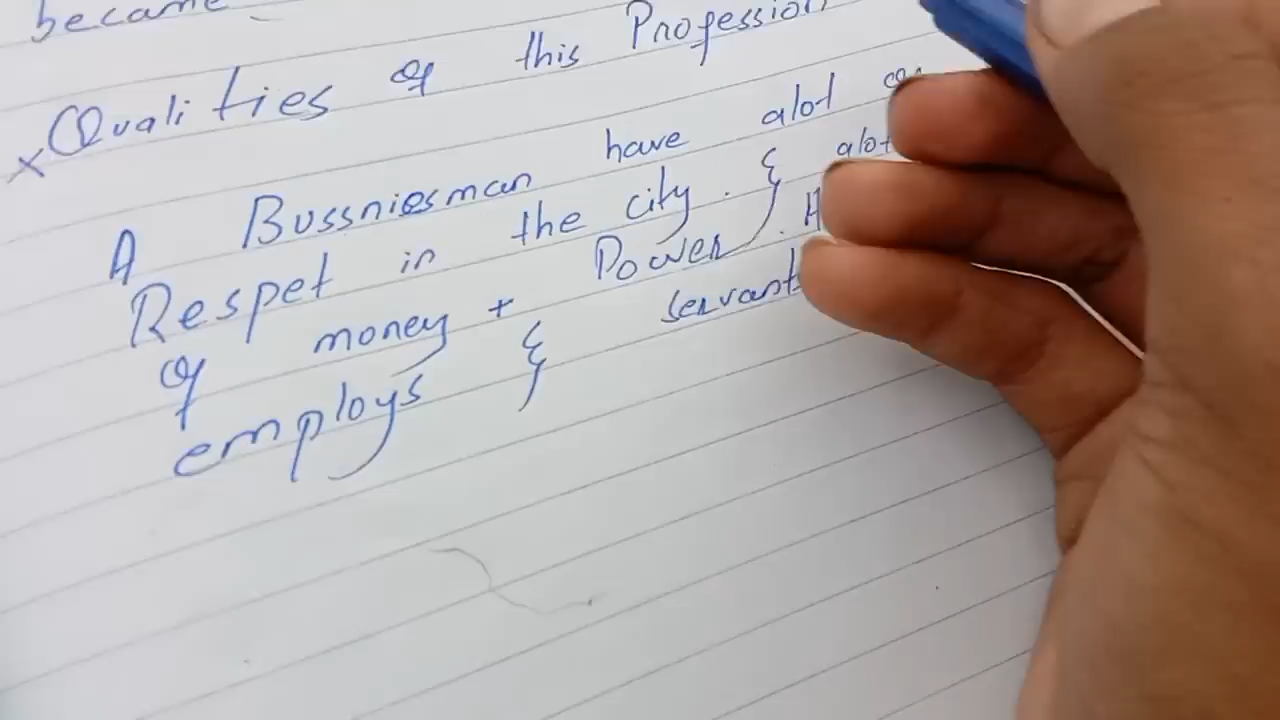 became
× Qualities of this Profession
A Bussniesman have alot
Respet in the city. & alot
of money + Power.
employs & servant